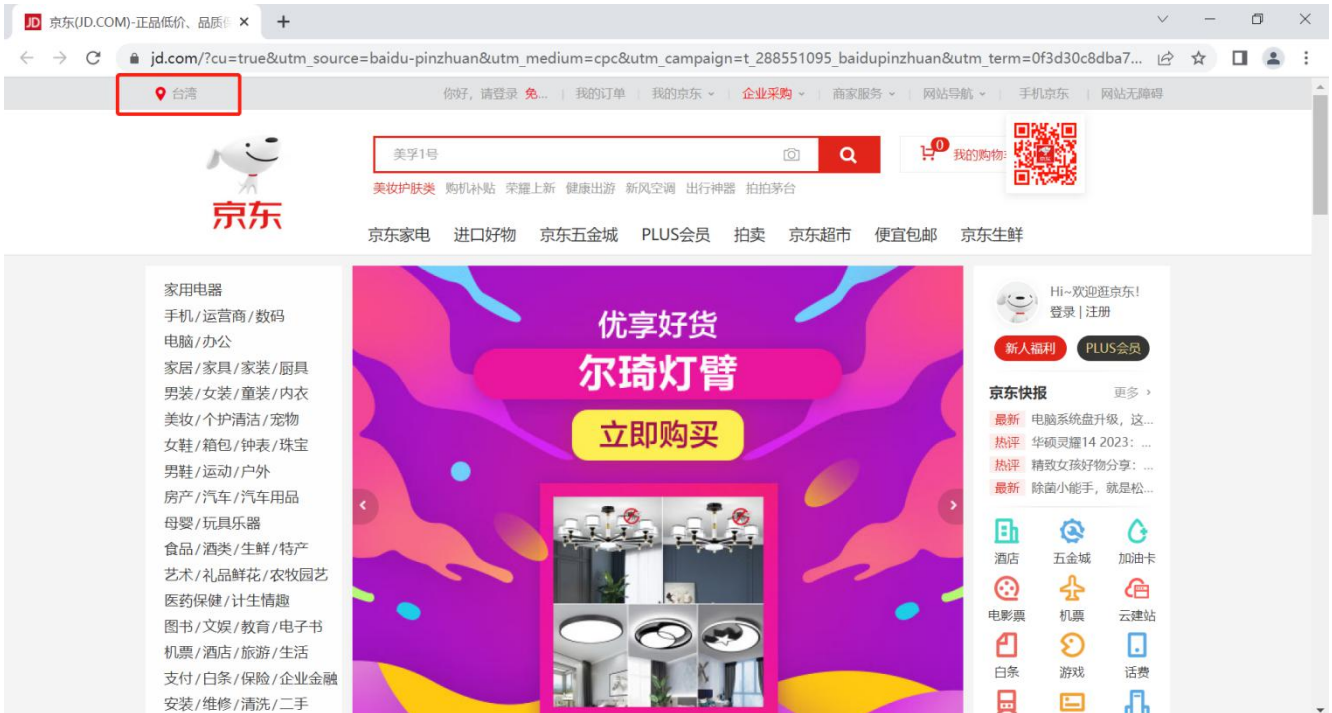 JD 京东(JD.COM)-正品低价、品质
jd.com/?cu=true&utm_source=baidu-pinzhuan&utm_medium=cpc&utm_campaign=t_288551095_baidupinzhuan&utm_term=0f3d30c8dba7...
台湾 你好，请登录 免... 我的订单 我的京东 企业采购 商家服务 网站导航 手机京东 网站无障碍
美孚1号
0 我的购物
美妆护肤类 购机补贴 荣耀上新 健康出游 新风空调 出行神器 拍拍茅台
京东
京东家电 进口好物 京东五金城 PLUS会员 拍卖 京东超市 便宜包邮 京东生鲜
家用电器
手机/运营商/数码
电脑/办公
家居/家具/家装/厨具
男装/女装/童装/内衣
美妆/个护清洁/宠物
女鞋/箱包/钟表/珠宝
男鞋/运动/户外
房产/汽车/汽车用品
母婴/玩具乐器
食品/酒类/生鲜/特产
艺术/礼品鲜花/农牧园艺
医药保健/计生情趣
图书/文娱/教育/电子书
机票/酒店/旅游/生活
支付/白条/保险/企业金融
安装/维修/清洗/二手
优享好货
尔琦灯臂
立即购买
Hi~欢迎逛京东!
登录 | 注册
新人福利 PLUS会员
京东快报 更多
最新 电脑系统盘升级，这...
热评 华硕灵耀14 2023：...
热评 精致女孩好物分享：...
最新 除菌小能手，就是松...
酒店 五金城 加油卡
电影票 机票 云建站
白条 游戏 话费